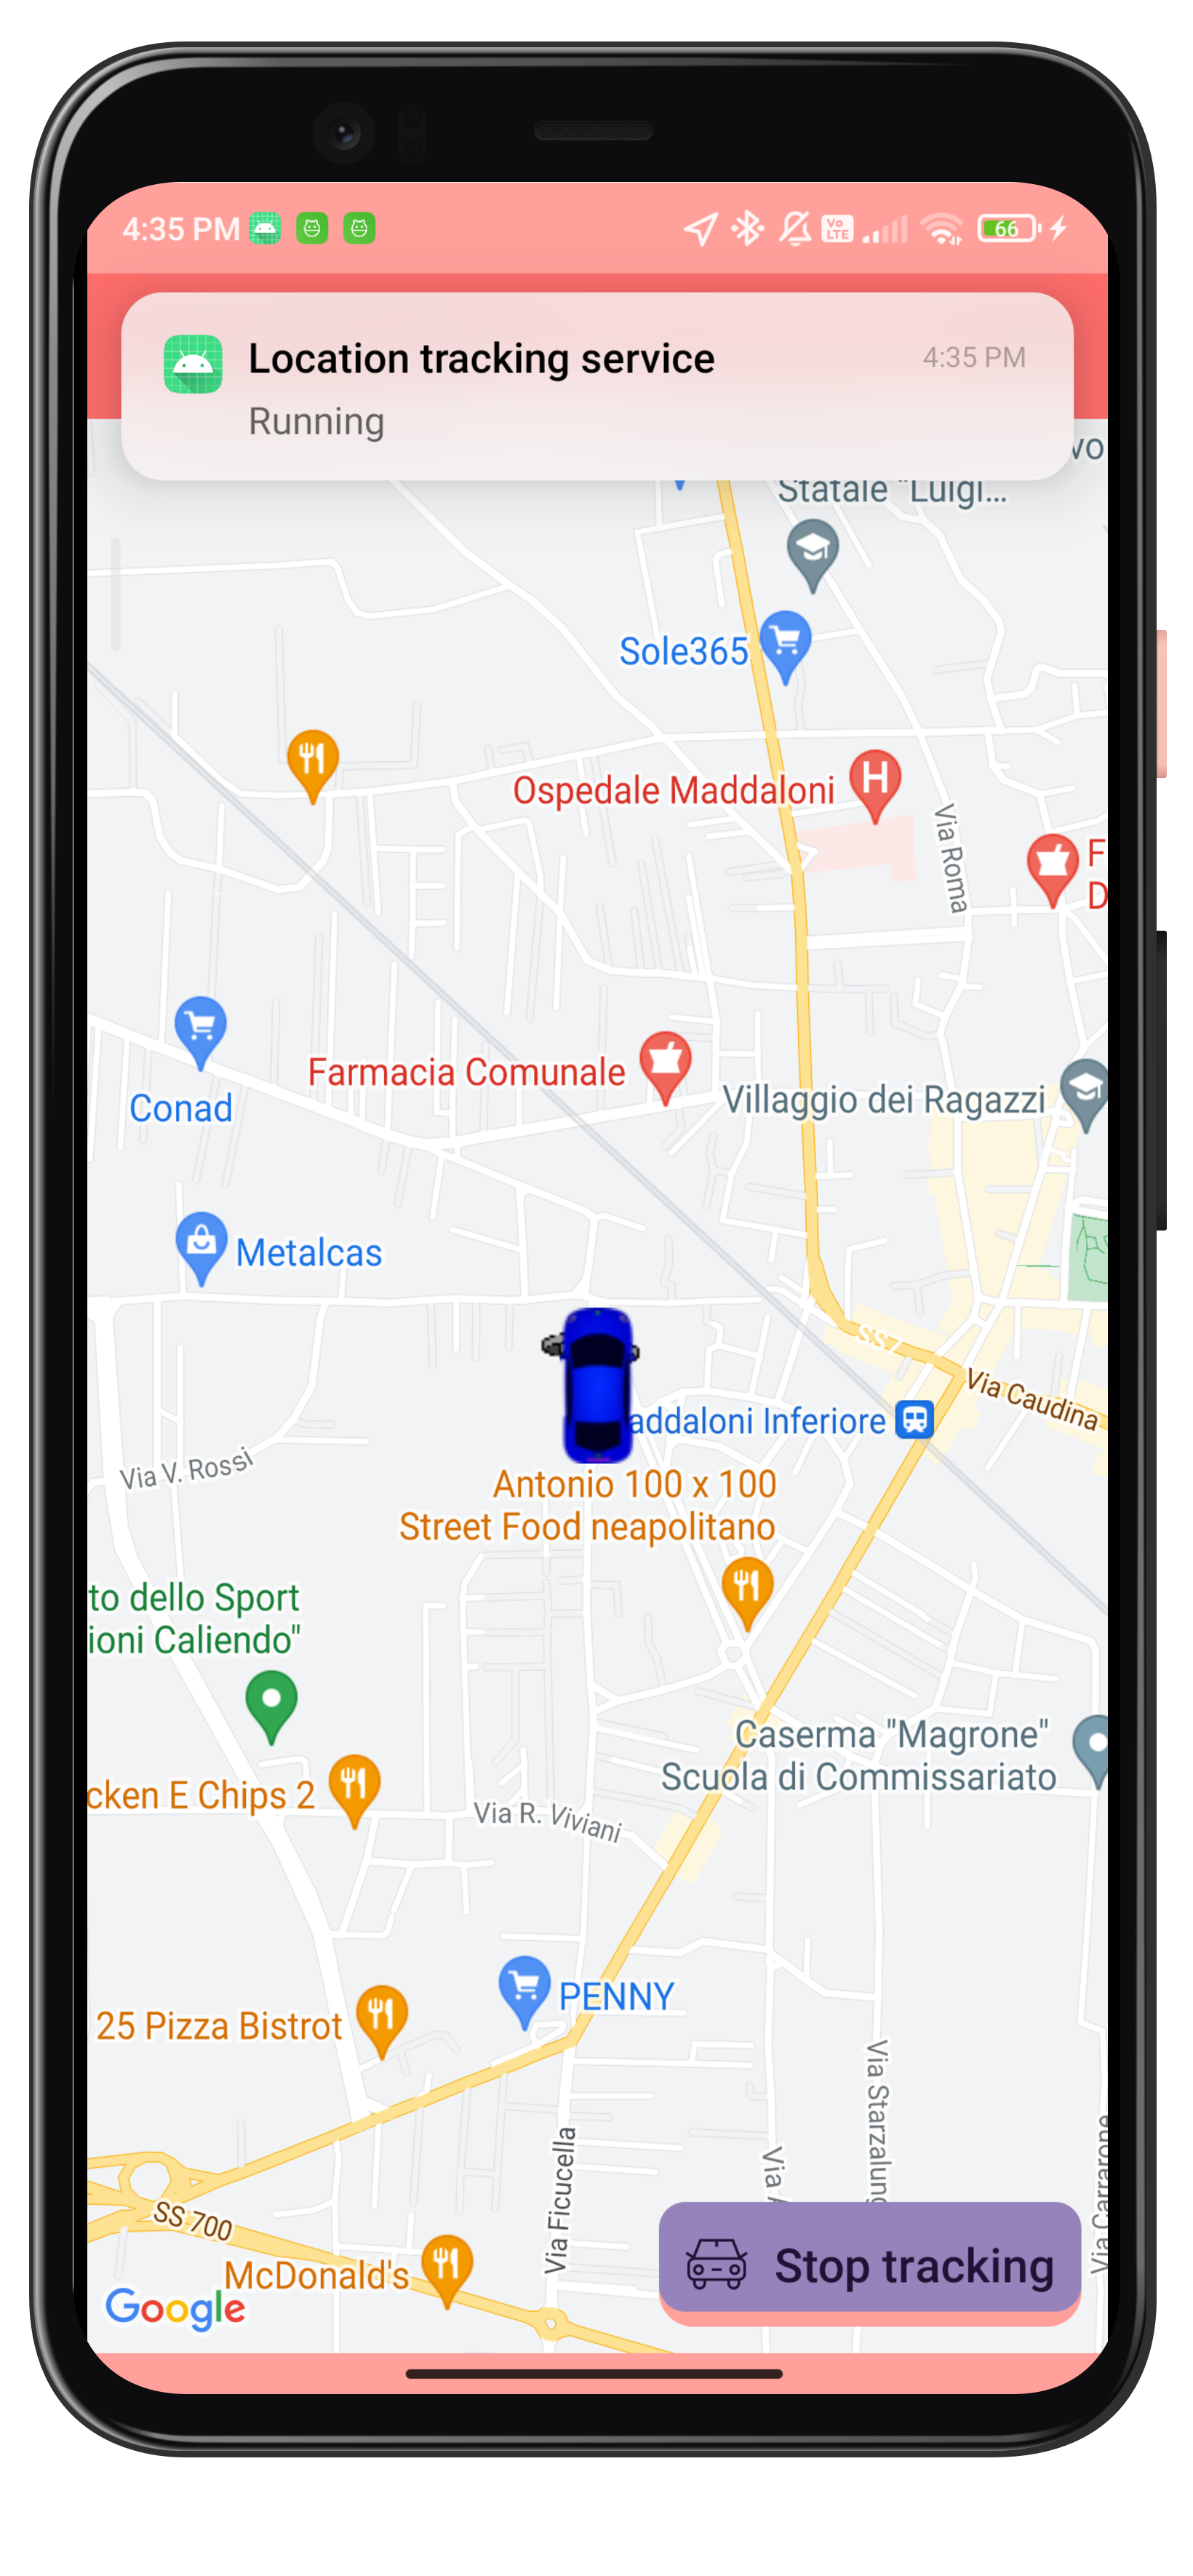 4:35 PM
Vo
LTE
66
Location tracking service
4:35 PM
Running
vo
Statale "Luigi...
Sole365
Ospedale Maddaloni
H
Via Roma
F
D
Farmacia Comunale
Conad
Villaggio dei Ragazzi
Metalcas
SS7
Via Caudina
addaloni Inferiore
Via V. Rossi
Antonio 100 x 100
Street Food neapolitano
to dello Sport
ioni Caliendo"
Caserma "Magrone"
Scuola di Commissariato
cken E Chips 2
Via R. Viviani
PENNY
25 Pizza Bistrot
Via Starzalung
Via Ficucella
Via
Via Carrarone
SS 700
McDonald's
Stop tracking
Google